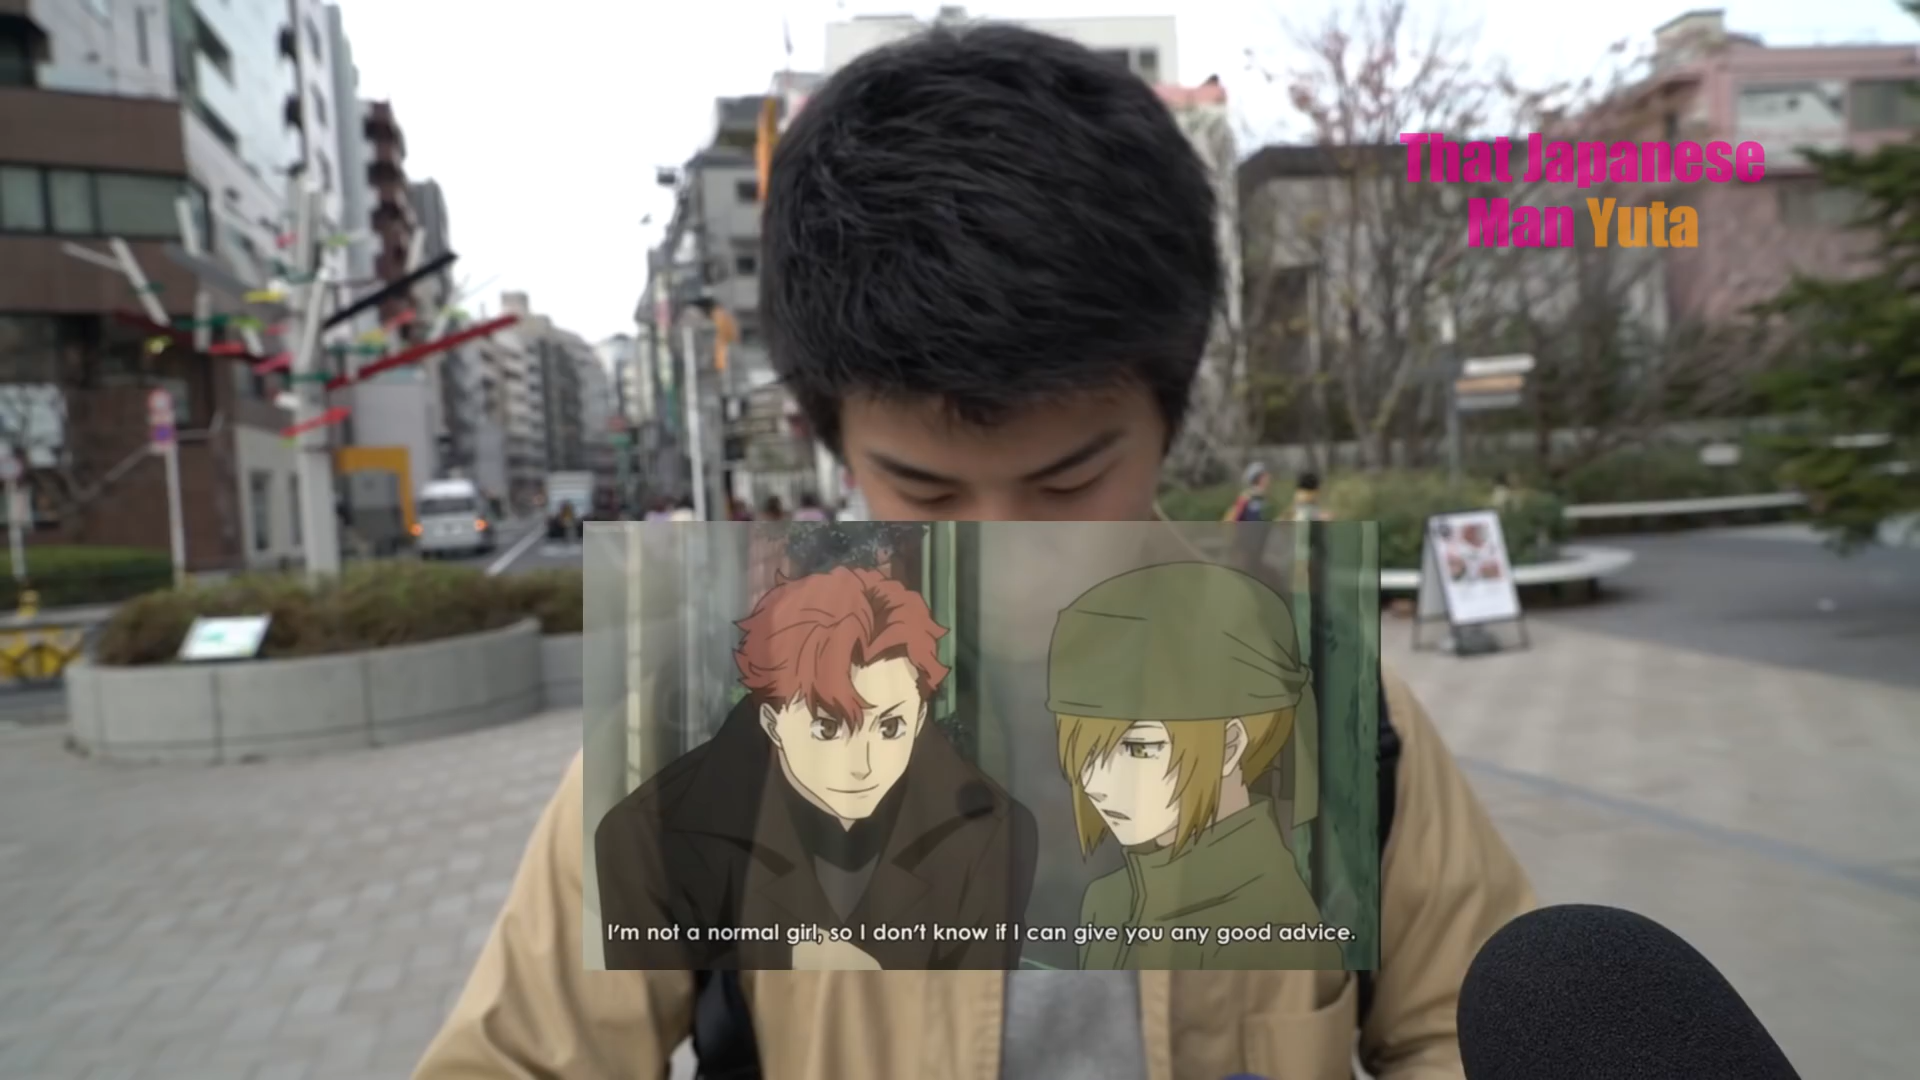 That Japanese
Man Yuta
I'm not a normal girl, so I don't know if I can give you any good advice.